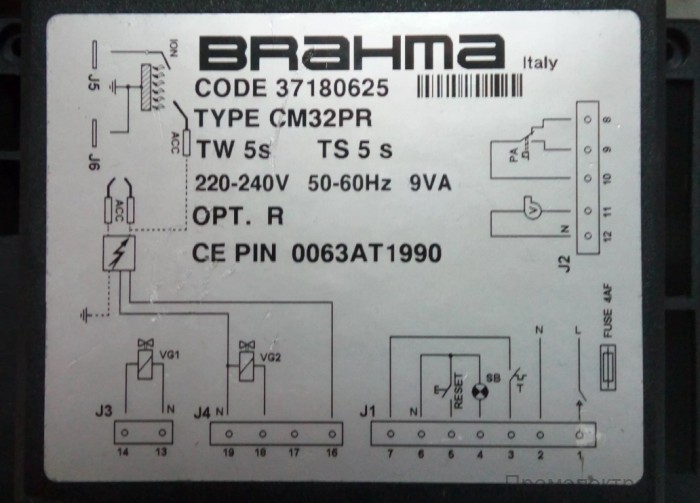 BRAHMA Italy
CODE 37180625
TYPE CM32PR
TW 5s TS 5 s
220-240V 50-60Hz 9VA
OPT. R
CE PIN 0063AT1990
J5
ION
J6
ACC
ACC
PA
8
9
10
11
12
V
N
J2
FUSE 4AF
VG1
J3
N
14 13
VG2
J4
N
19 18 17 16
J1
N
RESET
SB
T
N
L
7 6 5 4 3 2 1